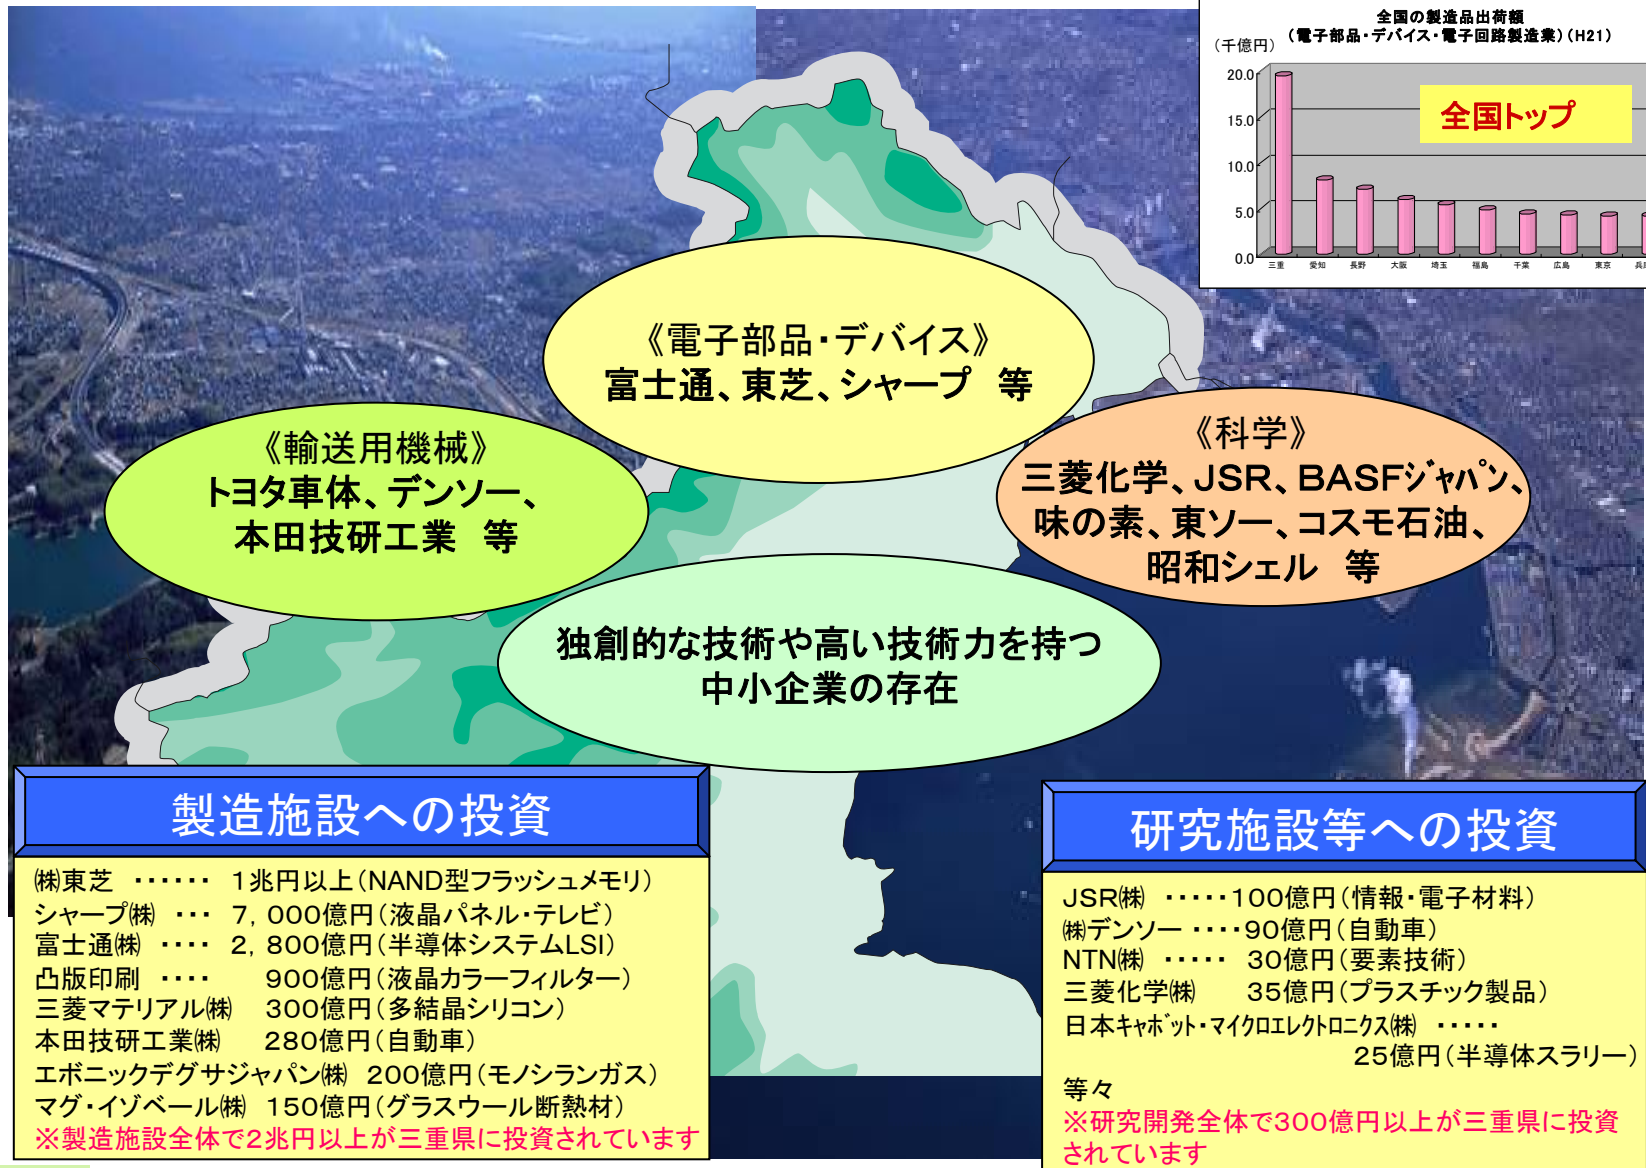 全国の製造品出荷額
(電子部品・デバイス・電子回路製造業)(H21)
(千億円)
20.0
15.0
10.0
5.0
0.0
全国トップ
三重 愛知 長野 大阪 埼玉 福島 千葉 広島 東京
《電子部品・デバイス》
富士通、東芝、シャープ 等
《輸送用機械》
トヨタ車体、デンソー、
本田技研工業 等
《科学》
三菱化学、JSR、BASFジャパン、
味の素、東ソー、コスモ石油、
昭和シェル 等
独創的な技術や高い技術力を持つ
中小企業の存在
製造施設への投資
㈱東芝 ‥‥‥ 1兆円以上(NAND型フラッシュメモリ)
シャープ㈱ ‥・ 7,000億円(液晶パネル・テレビ)
富士通㈱ ‥‥ 2,800億円(半導体システムLSI)
凸版印刷 ‥‥ 900億円(液晶カラーフィルター)
三菱マテリアル㈱ 300億円(多結晶シリコン)
本田技研工業㈱ 280億円(自動車)
エボニックデグサジャパン㈱ 200億円(モノシランガス)
マグ・イゾベール㈱ 150億円(グラスウール断熱材)
※製造施設全体で2兆円以上が三重県に投資されています
研究施設等への投資
JSR㈱ ‥‥・100億円(情報・電子材料)
㈱デンソー ‥‥90億円(自動車)
NTN㈱ ‥‥・ 30億円(要素技術)
三菱化学㈱ 35億円(プラスチック製品)
日本ｷｬﾎﾞｯﾄ・ﾏｲｸﾛｴﾚｸﾄﾛﾆｸｽ㈱ ‥‥・
25億円(半導体スラリー)
等々
※研究開発全体で300億円以上が三重県に投資
されています